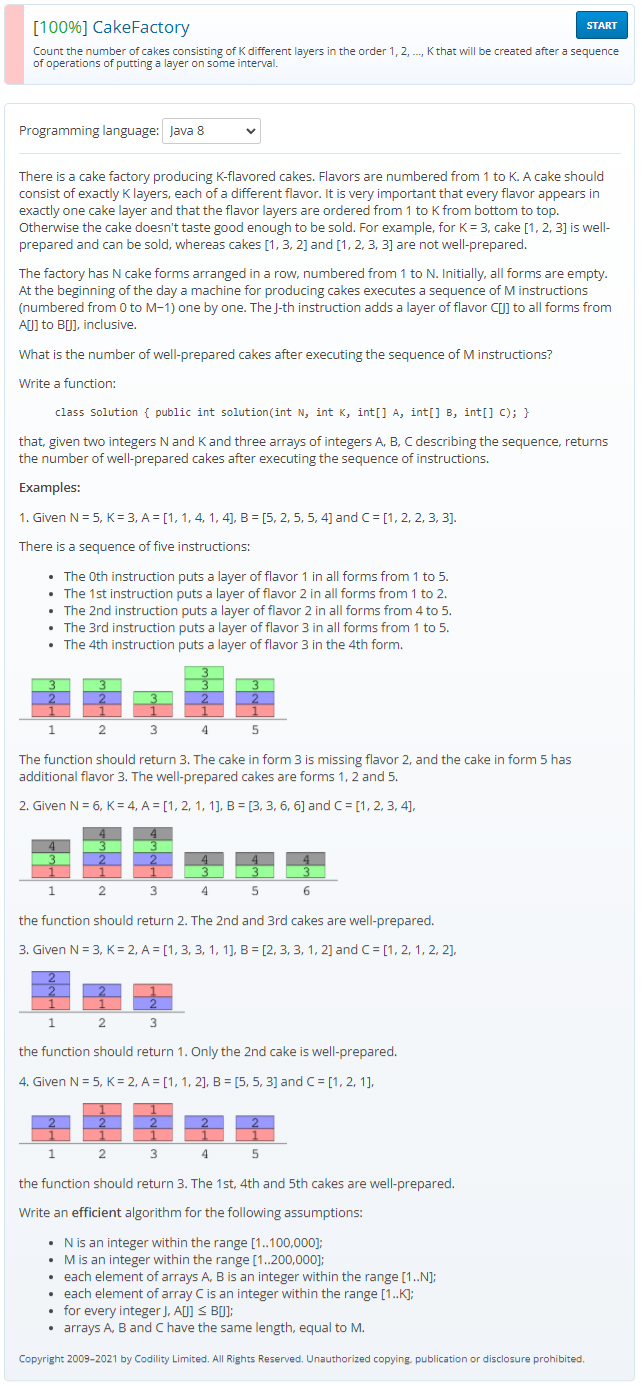 [100%] CakeFactory
START
Count the number of cakes consisting of K different layers in the order 1, 2, ..., K that will be created after a sequence
of operations of putting a layer on some interval.
Programming language: Java 8
There is a cake factory producing K-flavored cakes. Flavors are numbered from 1 to K. A cake should
consist of exactly K layers, each of a different flavor. It is very important that every flavor appears in
exactly one cake layer and that the flavor layers are ordered from 1 to K from bottom to top.
Otherwise the cake doesn't taste good enough to be sold. For example, for K = 3, cake [1, 2, 3] is well-
prepared and can be sold, whereas cakes [1, 3, 2] and [1, 2, 3, 3] are not well-prepared.
The factory has N cake forms arranged in a row, numbered from 1 to N. Initially, all forms are empty.
At the beginning of the day a machine for producing cakes executes a sequence of M instructions
(numbered from 0 to M−1) one by one. The J-th instruction adds a layer of flavor C[J] to all forms from
A[J] to B[J], inclusive.
What is the number of well-prepared cakes after executing the sequence of M instructions?
Write a function:
class Solution { public int solution(int N, int K, int[] A, int[] B, int[] C); }
that, given two integers N and K and three arrays of integers A, B, C describing the sequence, returns
the number of well-prepared cakes after executing the sequence of instructions.
Examples:
1. Given N = 5, K = 3, A = [1, 1, 4, 1, 4], B = [5, 2, 5, 5, 4] and C = [1, 2, 2, 3, 3].
There is a sequence of five instructions:
• The 0th instruction puts a layer of flavor 1 in all forms from 1 to 5.
• The 1st instruction puts a layer of flavor 2 in all forms from 1 to 2.
• The 2nd instruction puts a layer of flavor 2 in all forms from 4 to 5.
• The 3rd instruction puts a layer of flavor 3 in all forms from 1 to 5.
• The 4th instruction puts a layer of flavor 3 in the 4th form.
3
3 3 3 3
2 2 3 2 2
1 1 1 1 1
1 2 3 4 5
The function should return 3. The cake in form 3 is missing flavor 2, and the cake in form 5 has
additional flavor 3. The well-prepared cakes are forms 1, 2 and 5.
2. Given N = 6, K = 4, A = [1, 2, 1, 1], B = [3, 3, 6, 6] and C = [1, 2, 3, 4],
4 4
4 3 3
3 2 2 4 4 4
1 1 1 3 3 3
1 2 3 4 5 6
the function should return 2. The 2nd and 3rd cakes are well-prepared.
3. Given N = 3, K = 2, A = [1, 3, 3, 1, 1], B = [2, 3, 3, 1, 2] and C = [1, 2, 1, 2, 2],
2
2 2 1
1 1 2
1 2 3
the function should return 1. Only the 2nd cake is well-prepared.
4. Given N = 5, K = 2, A = [1, 1, 2], B = [5, 5, 3] and C = [1, 2, 1],
1 1
2 2 2 2 2
1 1 1 1 1
1 2 3 4 5
the function should return 3. The 1st, 4th and 5th cakes are well-prepared.
Write an efficient algorithm for the following assumptions:
• N is an integer within the range [1..100,000];
• M is an integer within the range [1..200,000];
• each element of arrays A, B is an integer within the range [1..N];
• each element of array C is an integer within the range [1..K];
• for every integer J, A[J] ≤ B[J];
• arrays A, B and C have the same length, equal to M.
Copyright 2009–2021 by Codility Limited. All Rights Reserved. Unauthorized copying, publication or disclosure prohibited.